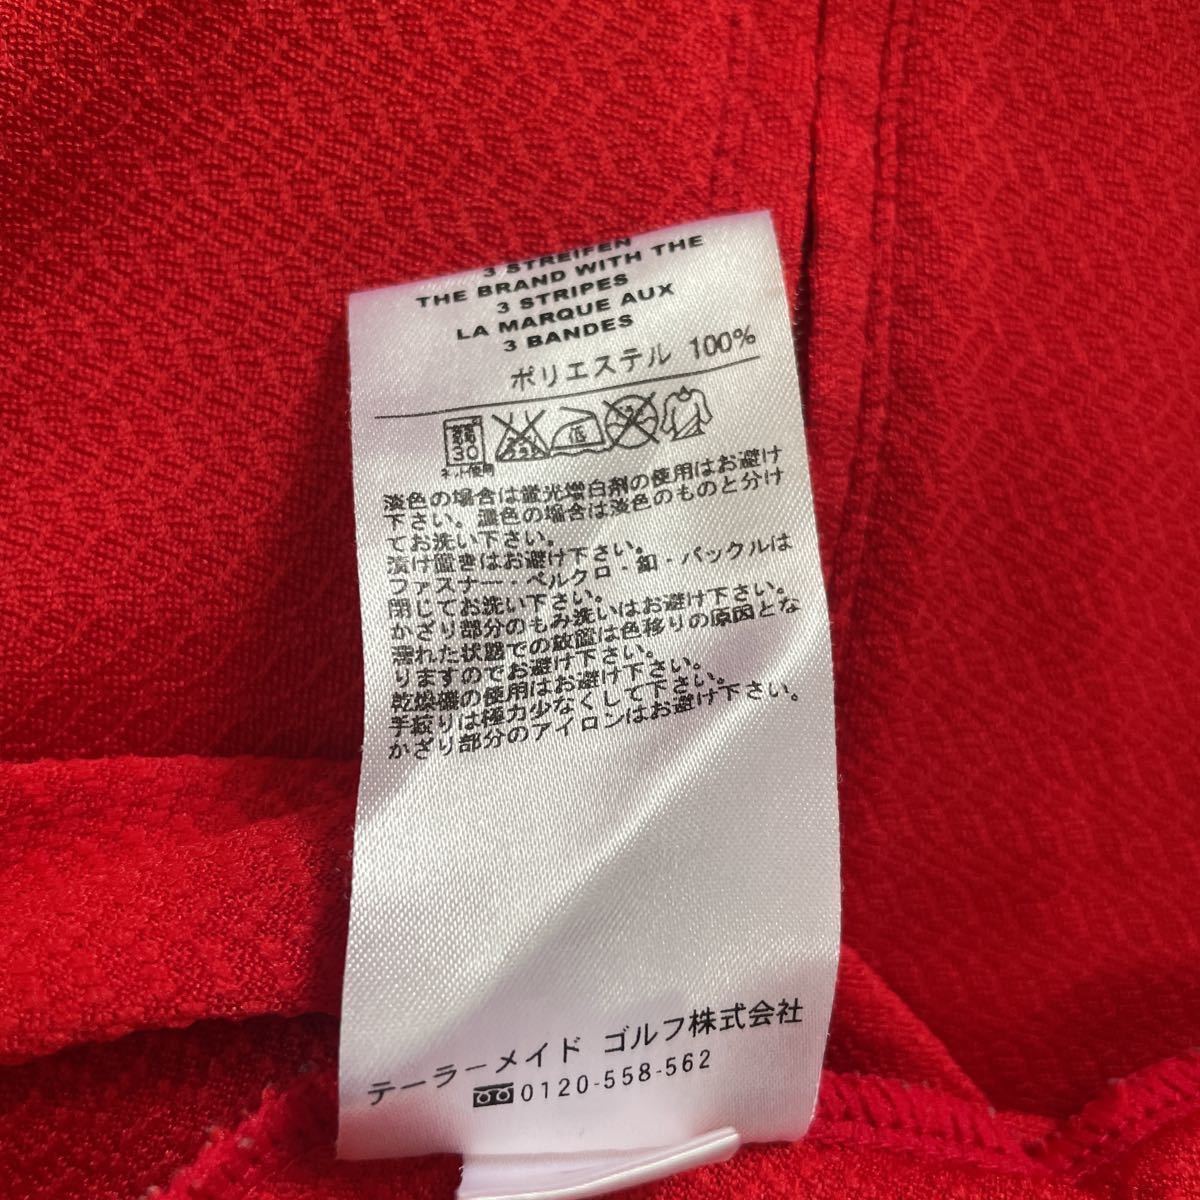 3 STREIFEN
THE BRAND WITH THE
3 STRIPES
LA MARQUE AUX
3 BANDES
ポリエステル 100%
30 低
ネット使用
淡色の場合は蛍光増白剤の使用はお避け
下さい。濃色の場合は淡色のものと分け
てお洗い下さい。
漬け置きはお避け下さい。
ファスナー・ベルクロ・釦・バックルは
閉じてお洗い下さい。
かざり部分のもみ洗いはお避け下さい。
濡れた状態での放置は色移りの原因とな
りますのでお避け下さい。
乾燥機の使用はお避け下さい。
手絞りは極力少なくして下さい。
かざり部分のアイロンはお避け下さい。
テーラーメイド ゴルフ株式会社
0120-558-562